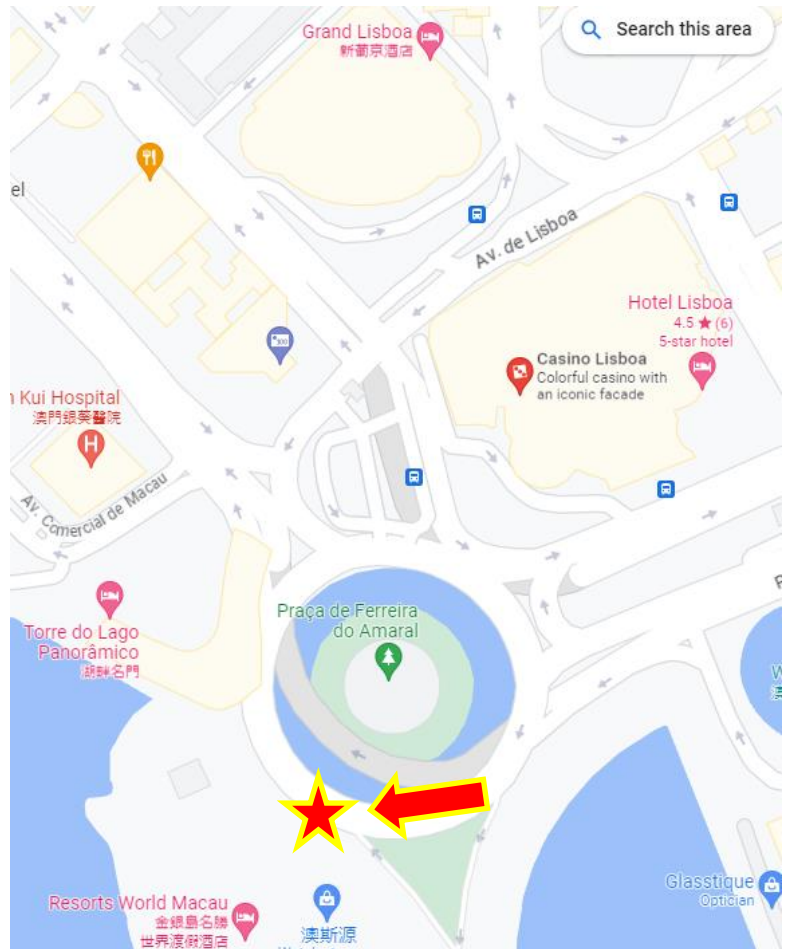 Grand Lisboa
新葡京酒店
Search this area
el
Av. de Lisboa
Hotel Lisboa
4.5 ★ (6)
5-star hotel
Casino Lisboa
Colorful casino with
an iconic facade
Kui Hospital
澳門銀葵醫院
H
Av. Comercial de Macau
Praça de Ferreira
do Amaral
Torre do Lago
Panorâmico
湖畔名門
Glasstique
Optician
Resorts World Macau
金銀島名勝
世界渡假酒店
澳斯源